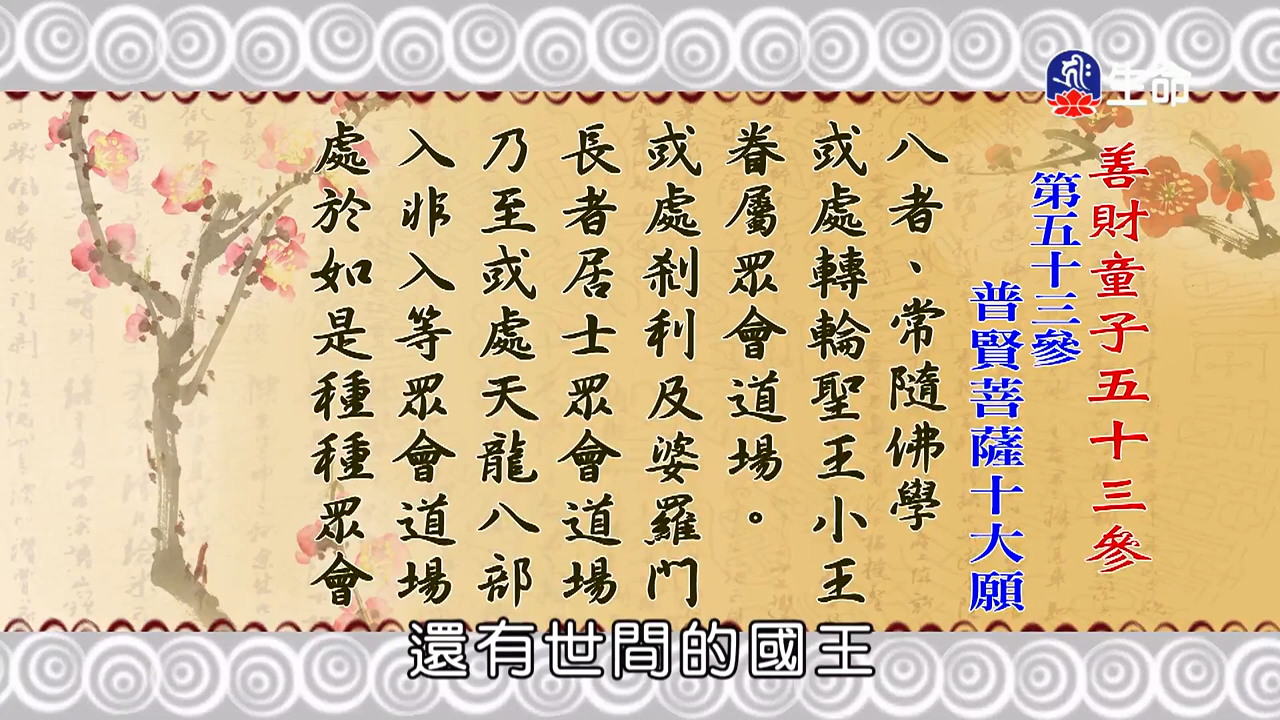 生命
善財童子五十三參
第五十三參
普賢菩薩十大願
八者、常隨佛學
或處轉輪聖王小王
眷屬眾會道場。
或處剎利及婆羅門
長者居士眾會道場
乃至或處天龍八部
人非人等眾會道場
處於如是種種眾會
還有世間的國王